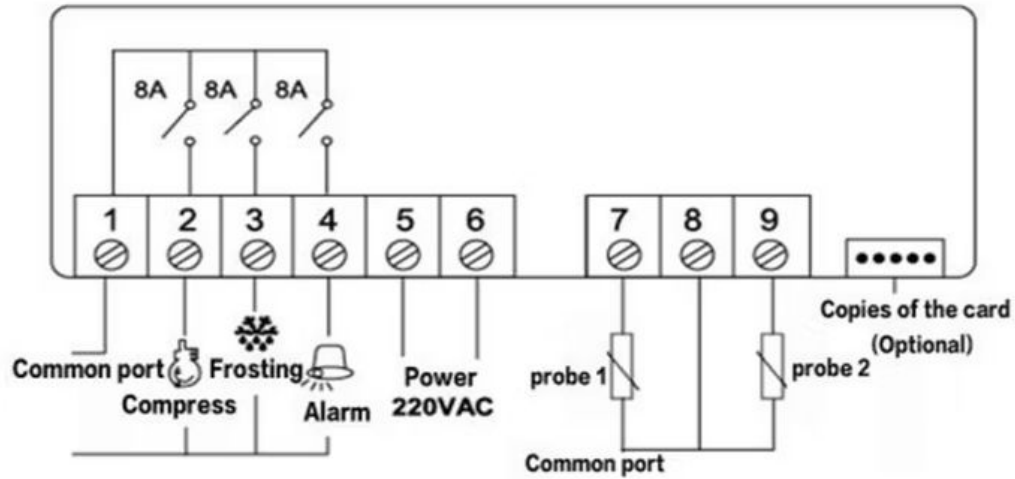 8A 8A 8A
1 2 3 4 5 6 7 8 9
Common port
Compress
Frosting
Alarm
Power
220VAC
probe 1
probe 2
Common port
Copies of the card
(Optional)